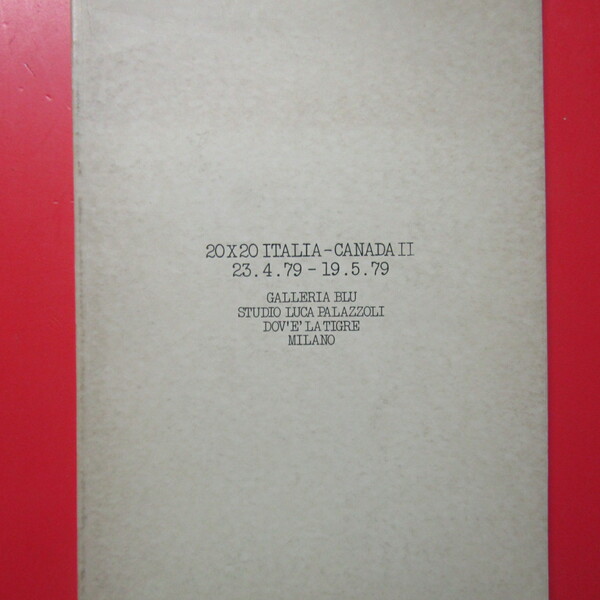 20X20 ITALIA-CANADA II
23.4.79 - 19.5.79
GALLERIA BLU
STUDIO LUCA PALAZZOLI
DOV'E' LA TIGRE
MILANO